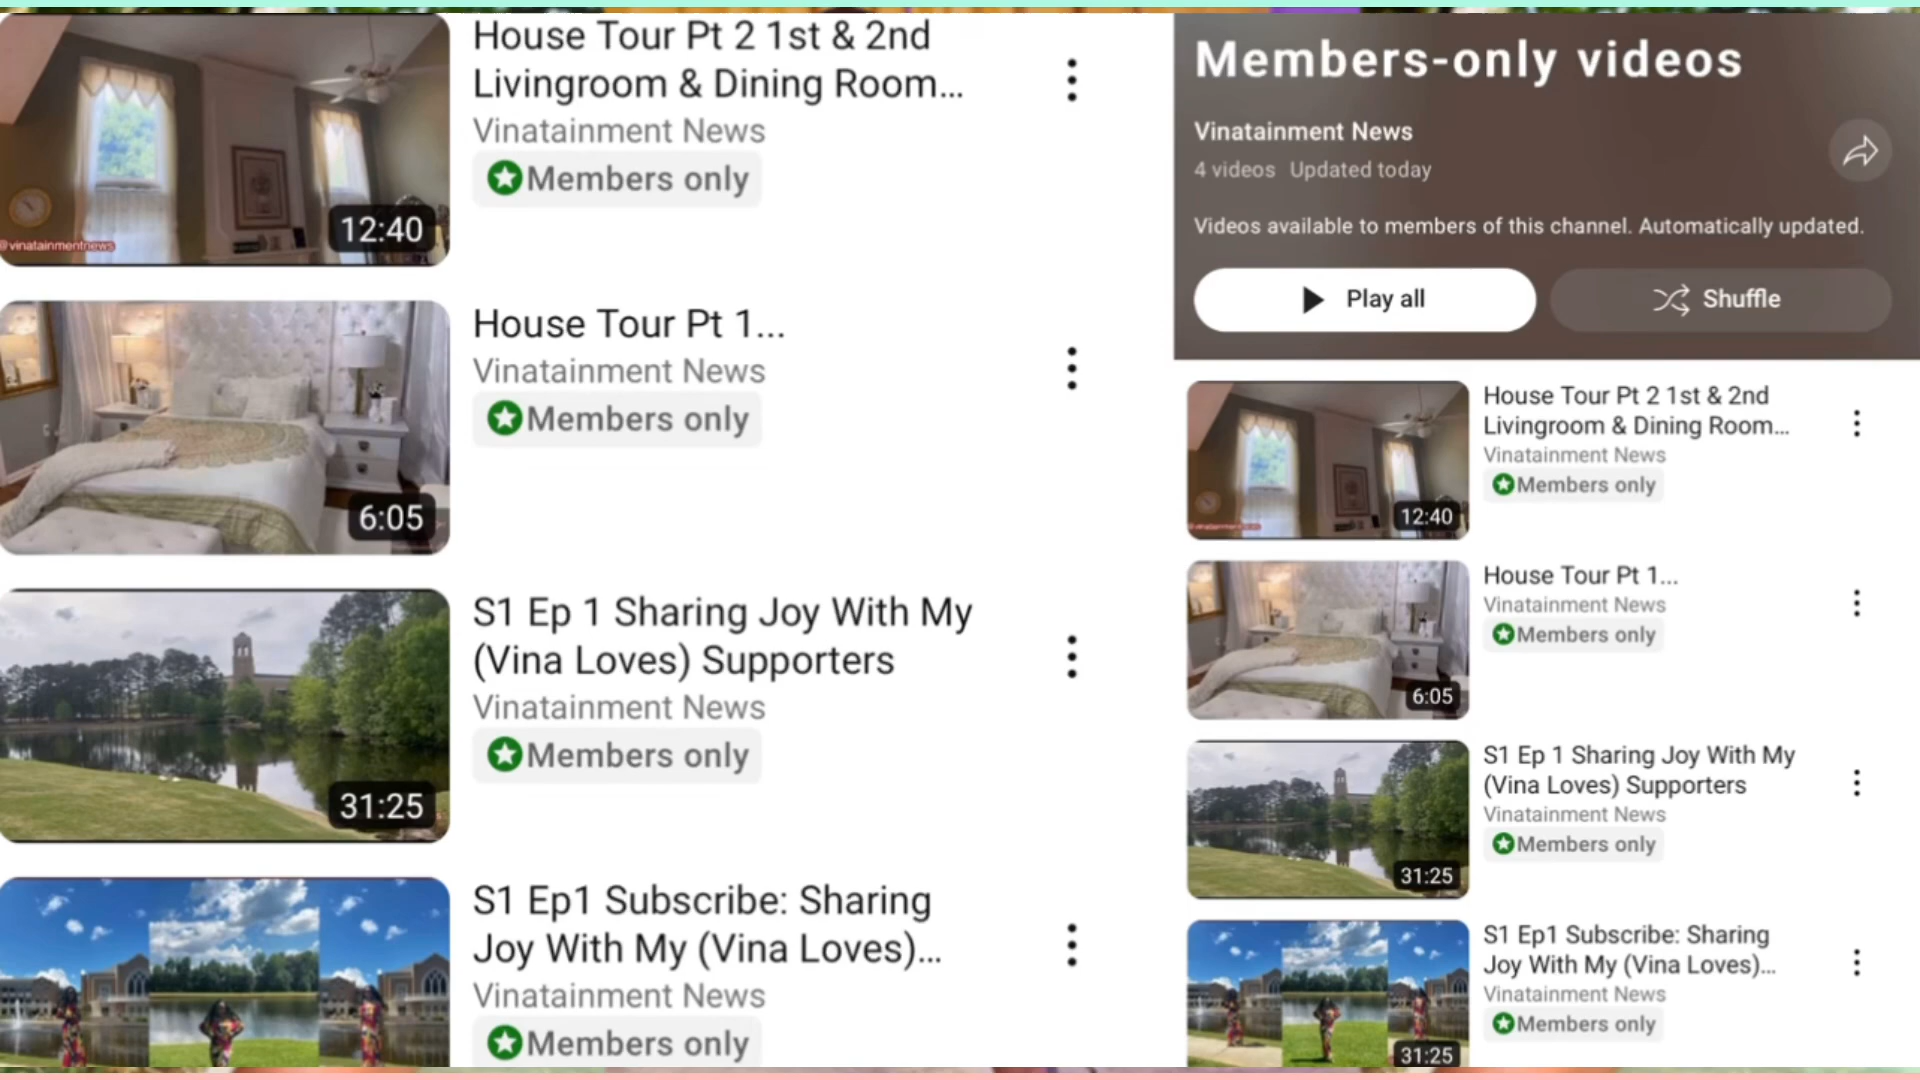 House Tour Pt 2 1st & 2nd
Livingroom & Dining Room...
Vinatainment News
Members only
12:40
@vinatainmentnews
House Tour Pt 1...
Vinatainment News
Members only
6:05
S1 Ep 1 Sharing Joy With My
(Vina Loves) Supporters
Vinatainment News
Members only
31:25
S1 Ep1 Subscribe: Sharing
Joy With My (Vina Loves)...
Vinatainment News
Members only
Members-only videos
Vinatainment News
4 videos Updated today
Videos available to members of this channel. Automatically updated.
Play all
Shuffle
House Tour Pt 2 1st & 2nd
Livingroom & Dining Room...
Vinatainment News
Members only
12:40
House Tour Pt 1...
Vinatainment News
Members only
6:05
S1 Ep 1 Sharing Joy With My
(Vina Loves) Supporters
Vinatainment News
Members only
31:25
S1 Ep1 Subscribe: Sharing
Joy With My (Vina Loves)...
Vinatainment News
Members only
31:25